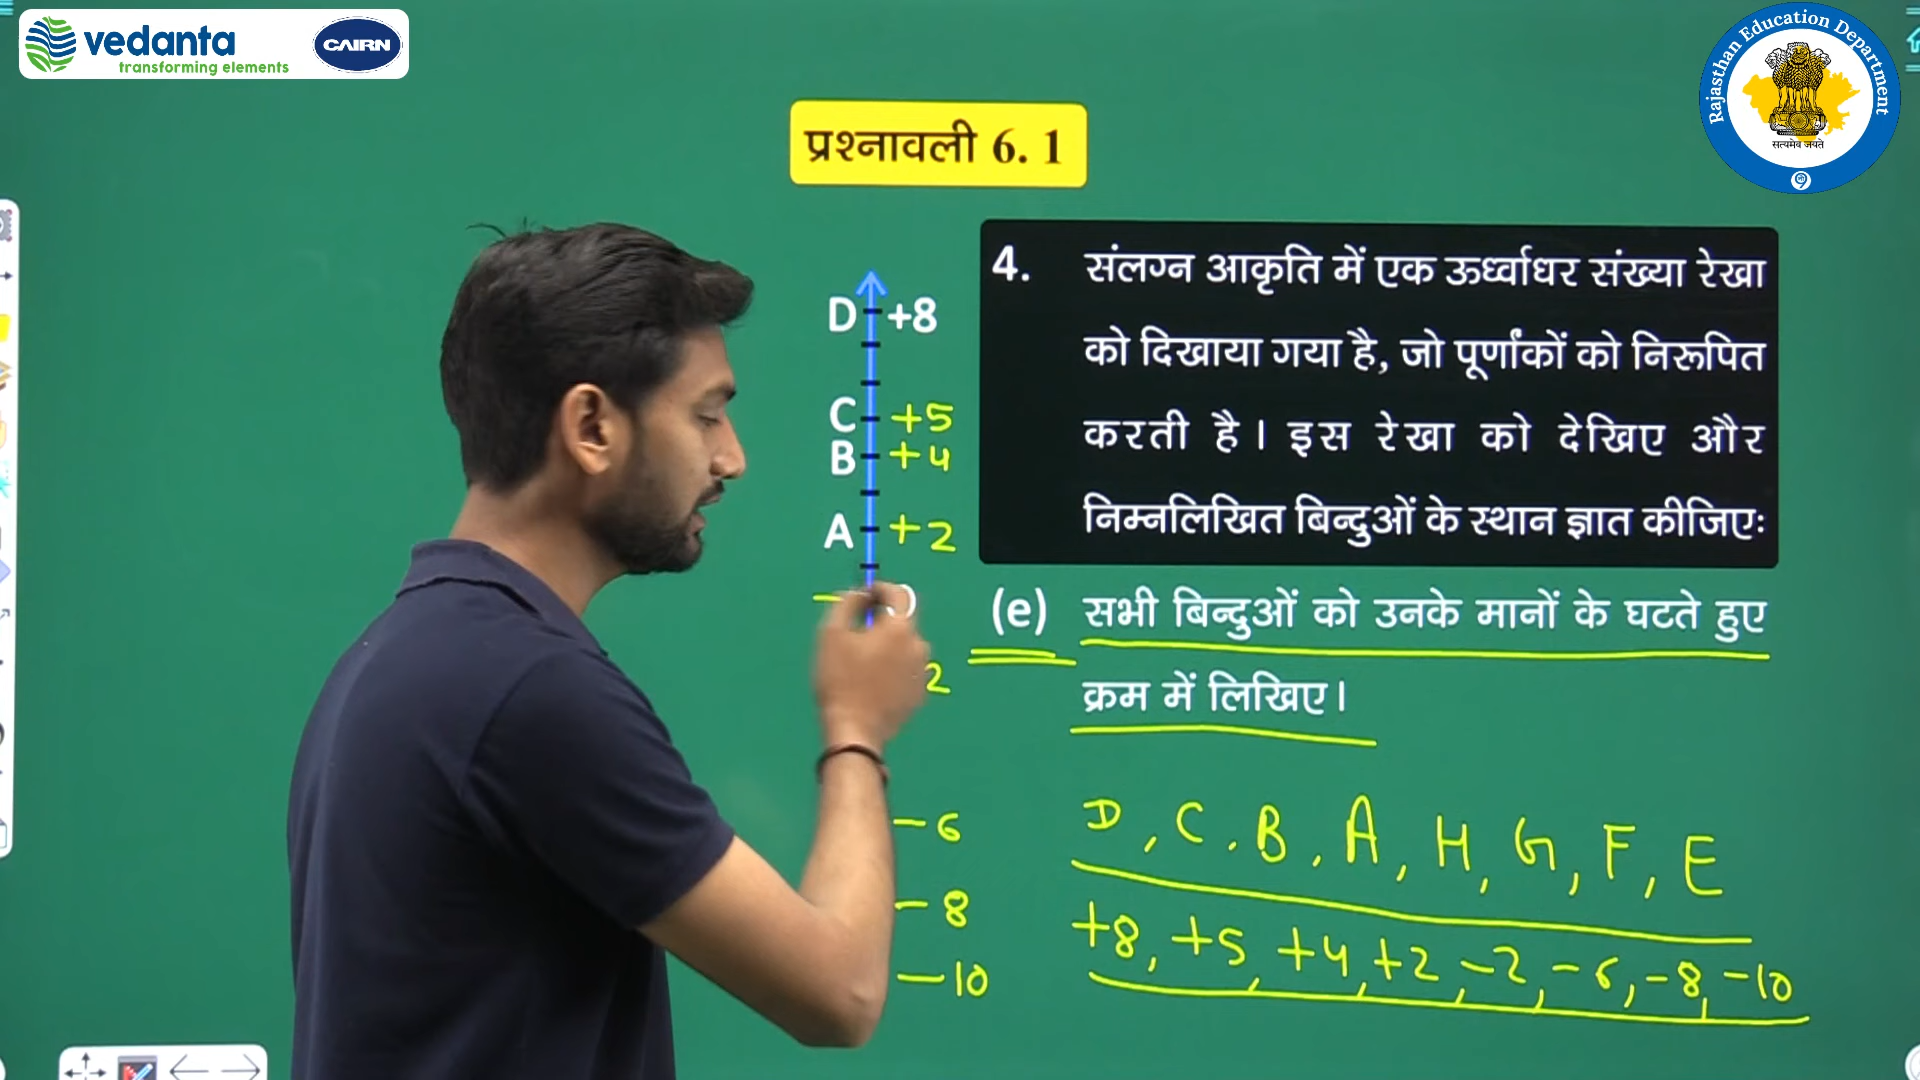 vedanta
transforming elements
CAIRN
Rajasthan Education Department
सत्यमेव जयते
प्रश्नावली 6. 1
4. संलग्न आकृति में एक ऊर्ध्वाधर संख्या रेखा
को दिखाया गया है, जो पूर्णांकों को निरूपित
करती है। इस रेखा को देखिए और
निम्नलिखित बिन्दुओं के स्थान ज्ञात कीजिएः
(e) सभी बिन्दुओं को उनके मानों के घटते हुए
क्रम में लिखिए।
D +8
C +5
B +4
A +2
2
-6
-8
-10
D, C, B, A, H, G, F, E
+8, +5, +4, +2, -2, -6, -8, -10